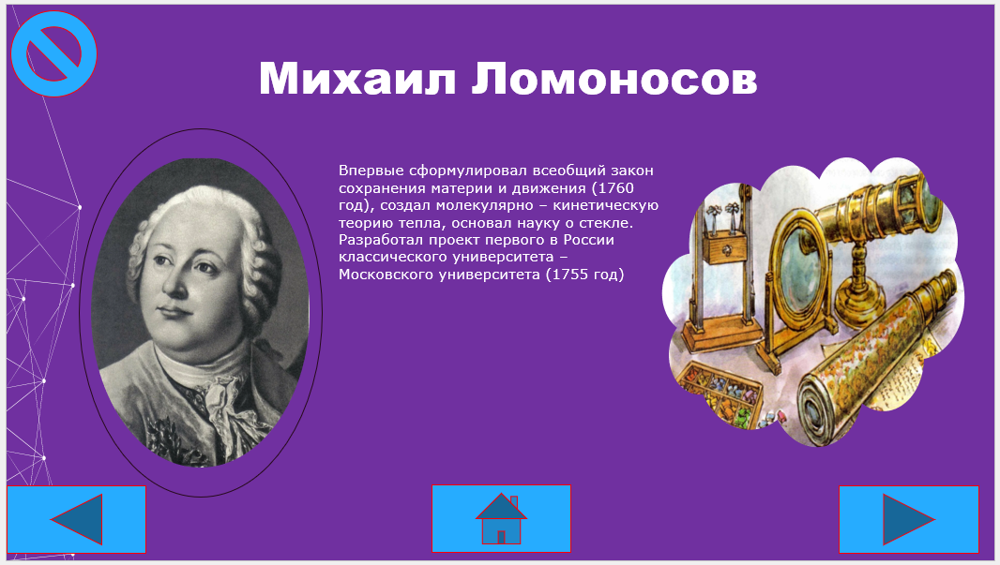 Михаил Ломоносов
Впервые сформулировал всеобщий закон
сохранения материи и движения (1760
год), создал молекулярно – кинетическую
теорию тепла, основал науку о стекле.
Разработал проект первого в России
классического университета –
Московского университета (1755 год)